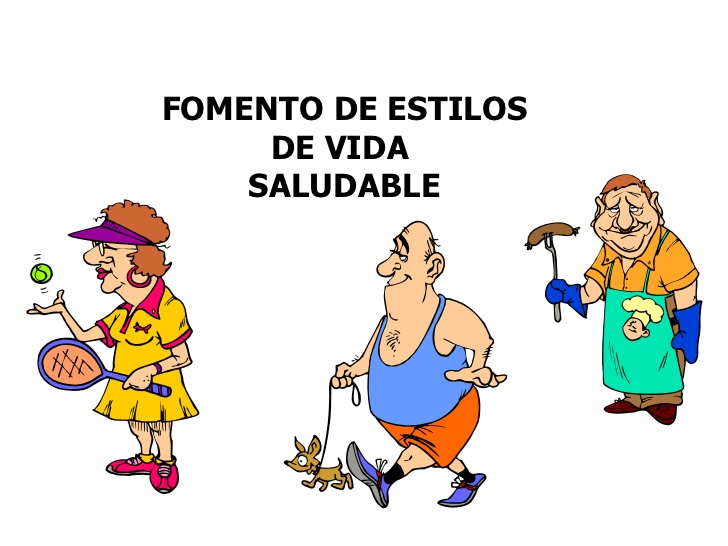 FOMENTO DE ESTILOS
DE VIDA
SALUDABLE